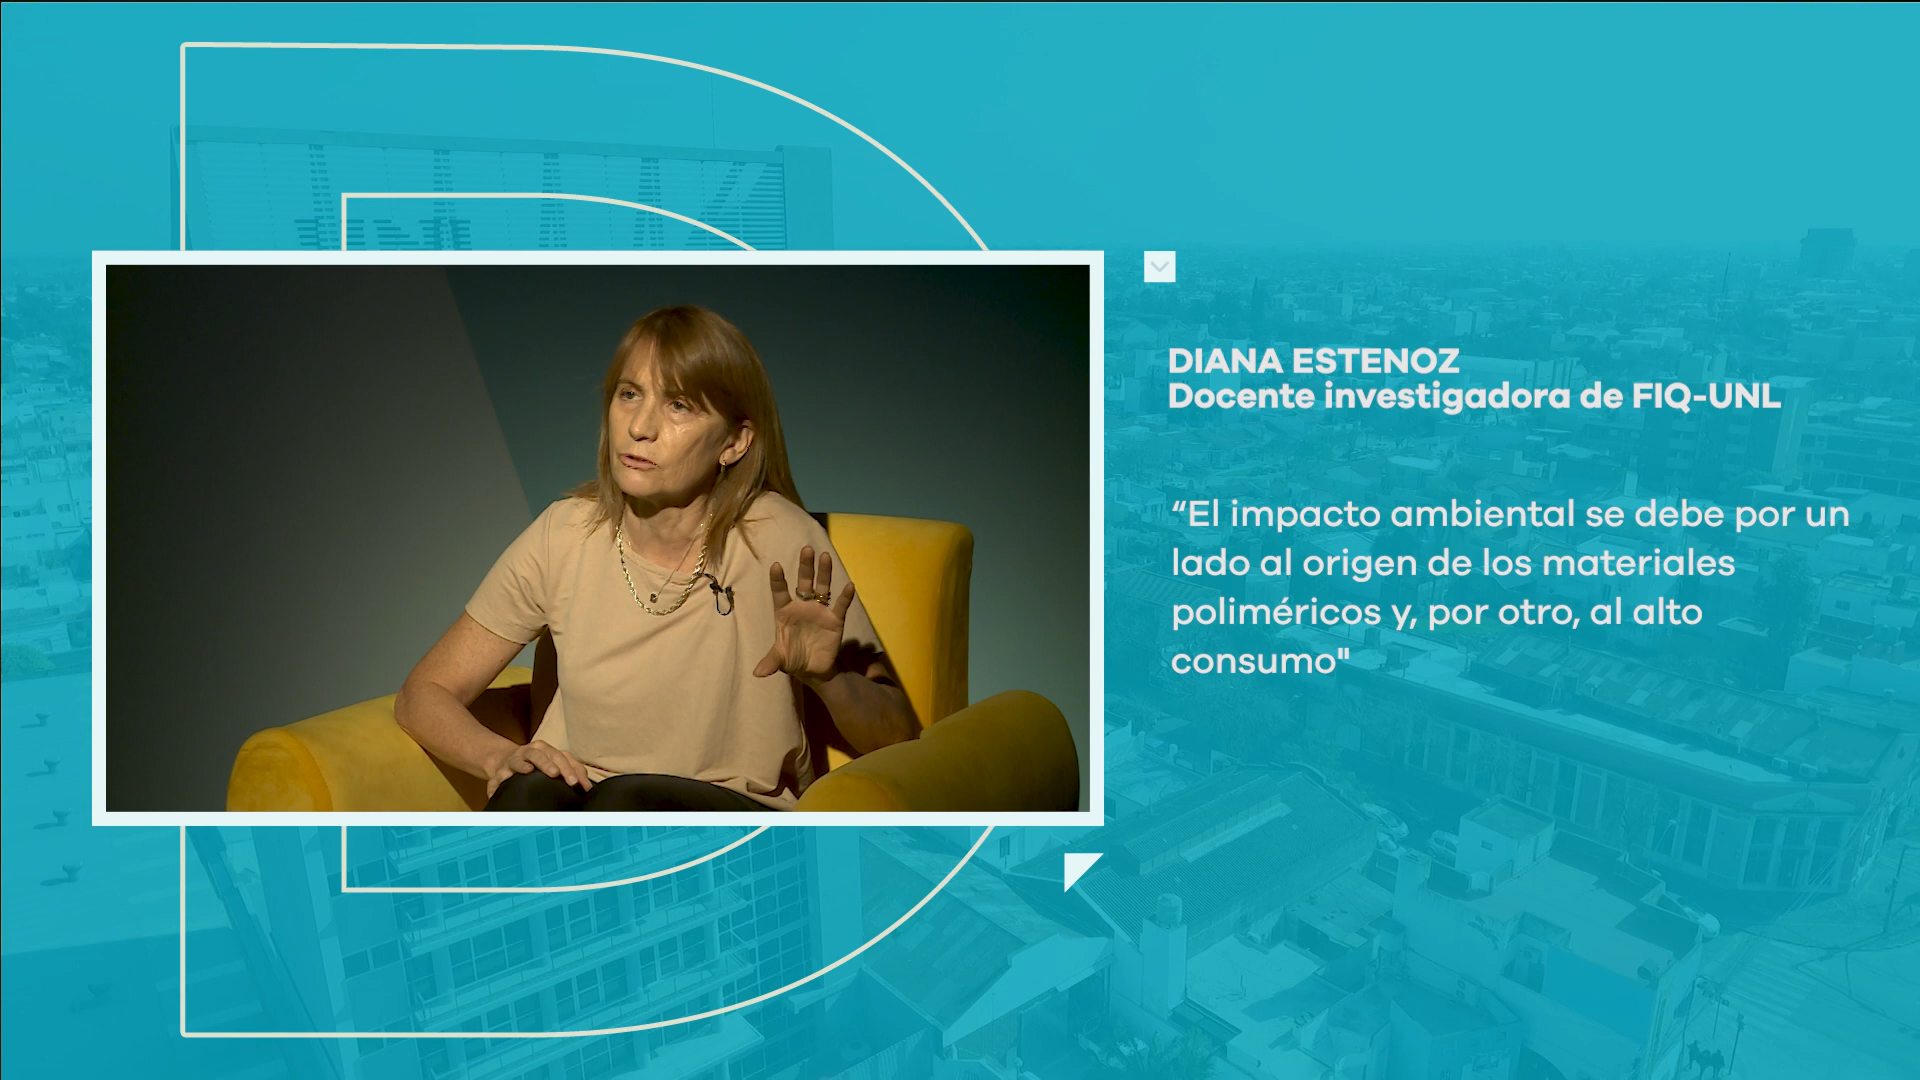 DIANA ESTENOZ
Docente investigadora de FIQ-UNL
“El impacto ambiental se debe por un
lado al origen de los materiales
poliméricos y, por otro, al alto
consumo"